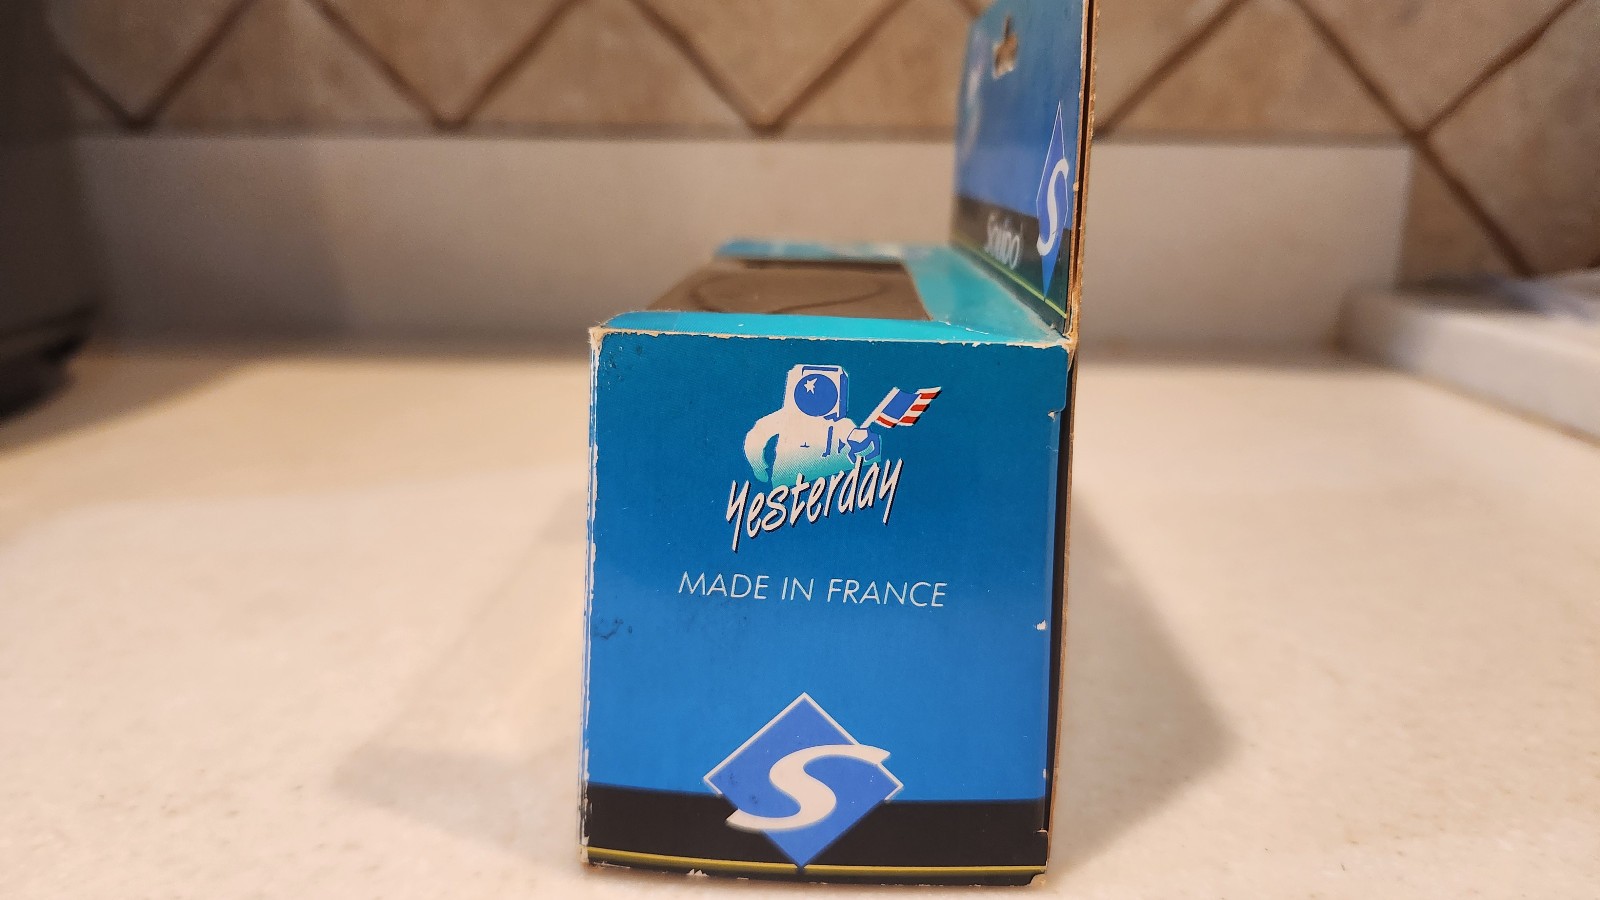 Solido
S
Yesterday
MADE IN FRANCE
S